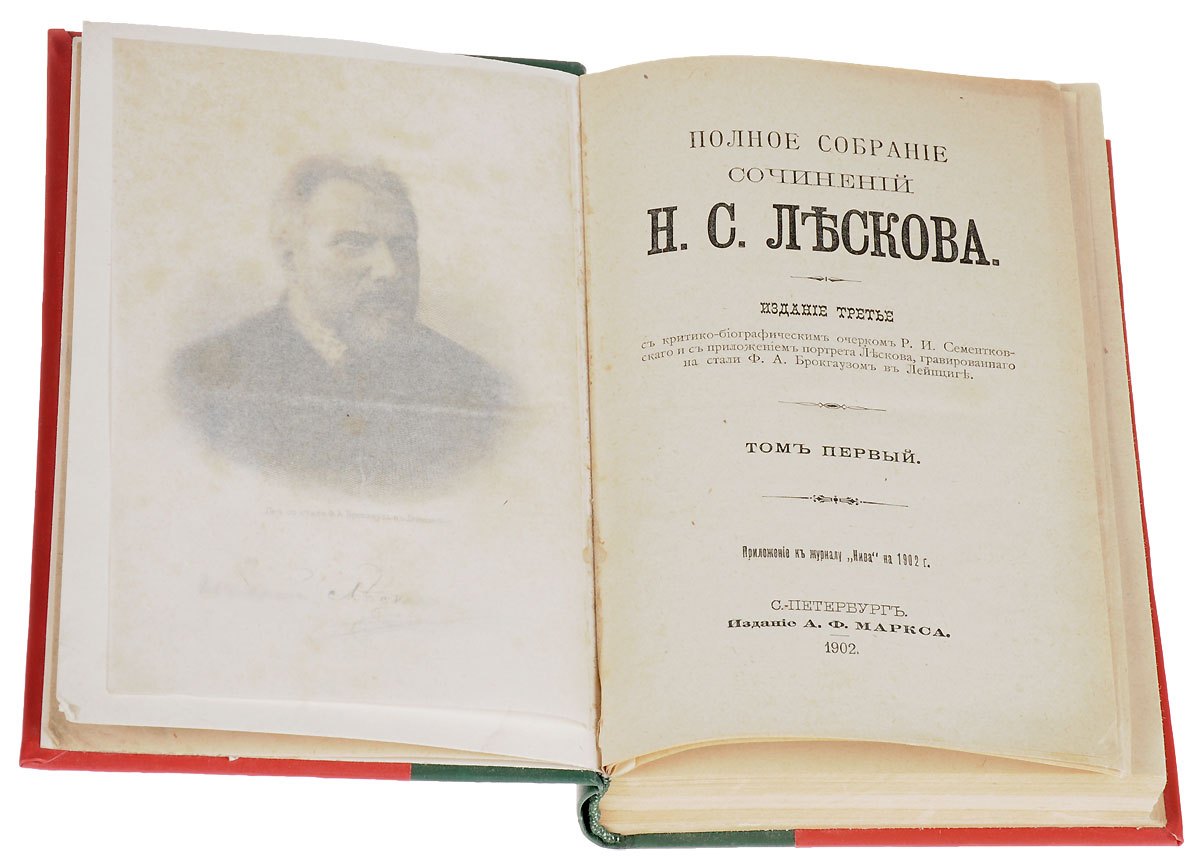 ПОЛНОЕ СОБРАНІЕ
СОЧИНЕНІЙ
Н. С. ЛѢСКОВА.
ИЗДАНІЕ ТРЕТЬЕ
съ критико-біографическимъ очеркомъ Р. И. Сементков-
скаго и съ приложеніемъ портрета Лѣскова, гравированнаго
на стали Ф. А. Брокгаузомъ въ Лейпцигѣ.
ТОМЪ ПЕРВЫЙ.
Приложеніе къ журналу „Нива“ на 1902 г.
С.-ПЕТЕРБУРГЪ.
Изданіе А. Ф. МАРКСА.
1902.